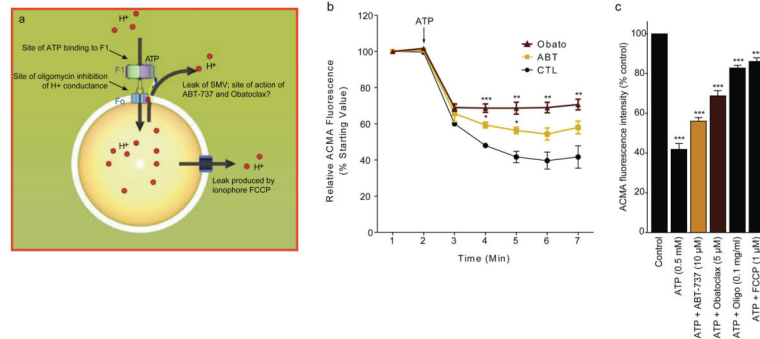 a
H+
Site of ATP binding to F1
ATP
F1
H+
Site of oligomycin inhibition
of H+ conductance
Leak of SMV; site of action of
ABT-737 and Obatoclax?
Fo
H+
H+
Leak produced by
ionophore FCCP
b
ATP
Relative ACMA Fluorescence
(% Starting Value)
120
100
80
60
40
20
0
Obato
ABT
CTL
*** ** ** **
* *
1 2 3 4 5 6 7
Time (Min)
c
ACMA fluorescence intensity (% control)
100
80
60
40
20
0
***
***
***
***
**
Control
ATP (0.5 mM)
ATP + ABT-737 (10 µM)
ATP + Obatoclax (5 µM)
ATP + Oligo (0.1 mg/ml)
ATP + FCCP (1 µM)